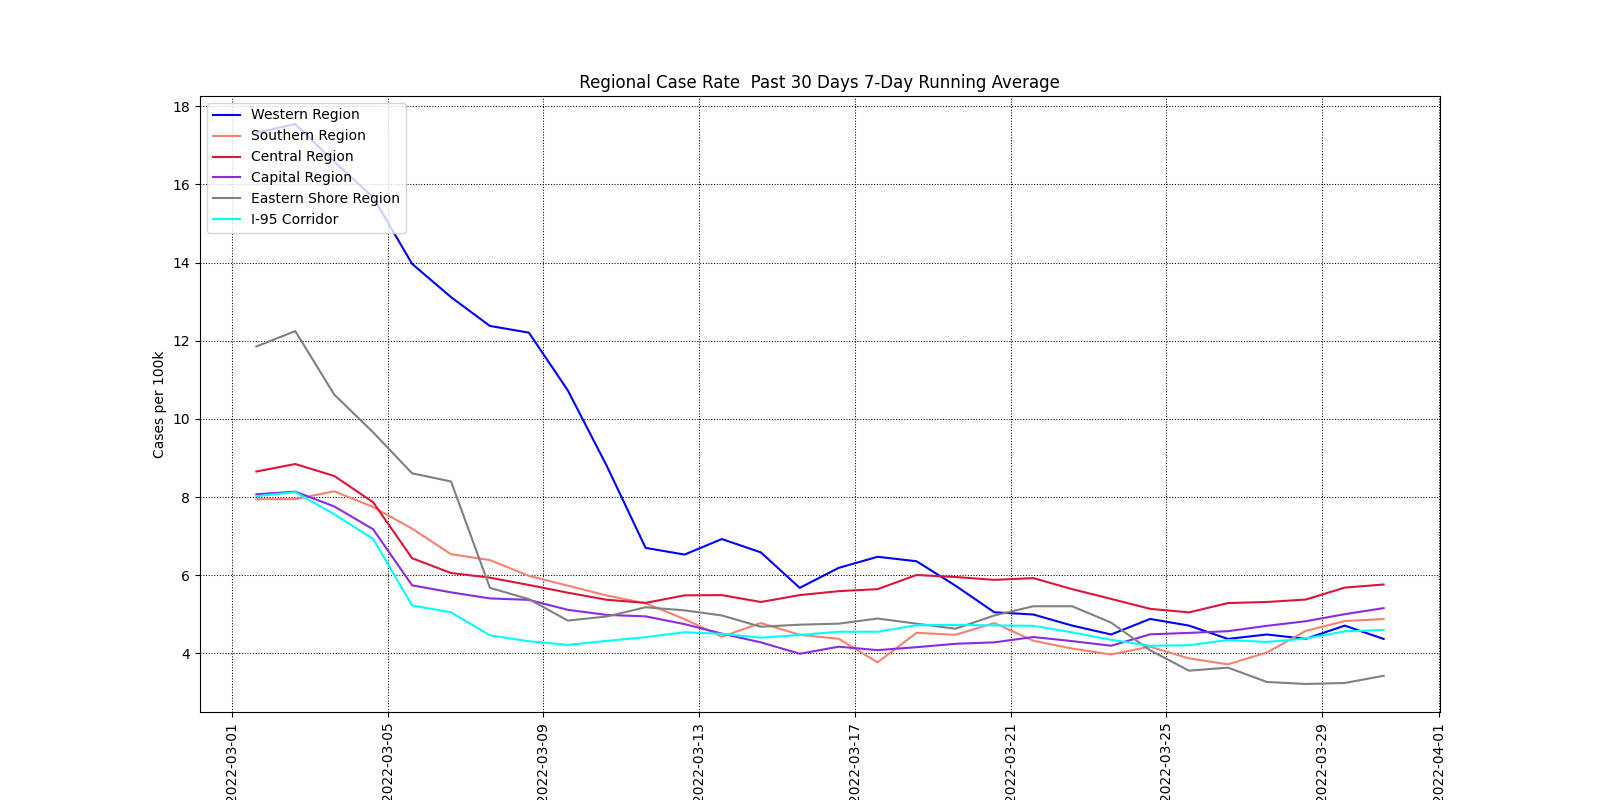 Regional Case Rate  Past 30 Days 7-Day Running Average
Western Region
Southern Region
Central Region
Capital Region
Eastern Shore Region
I-95 Corridor
Cases per 100k
18
16
14
12
10
8
6
4
2022-03-01
2022-03-05
2022-03-09
2022-03-13
2022-03-17
2022-03-21
2022-03-25
2022-03-29
2022-04-01